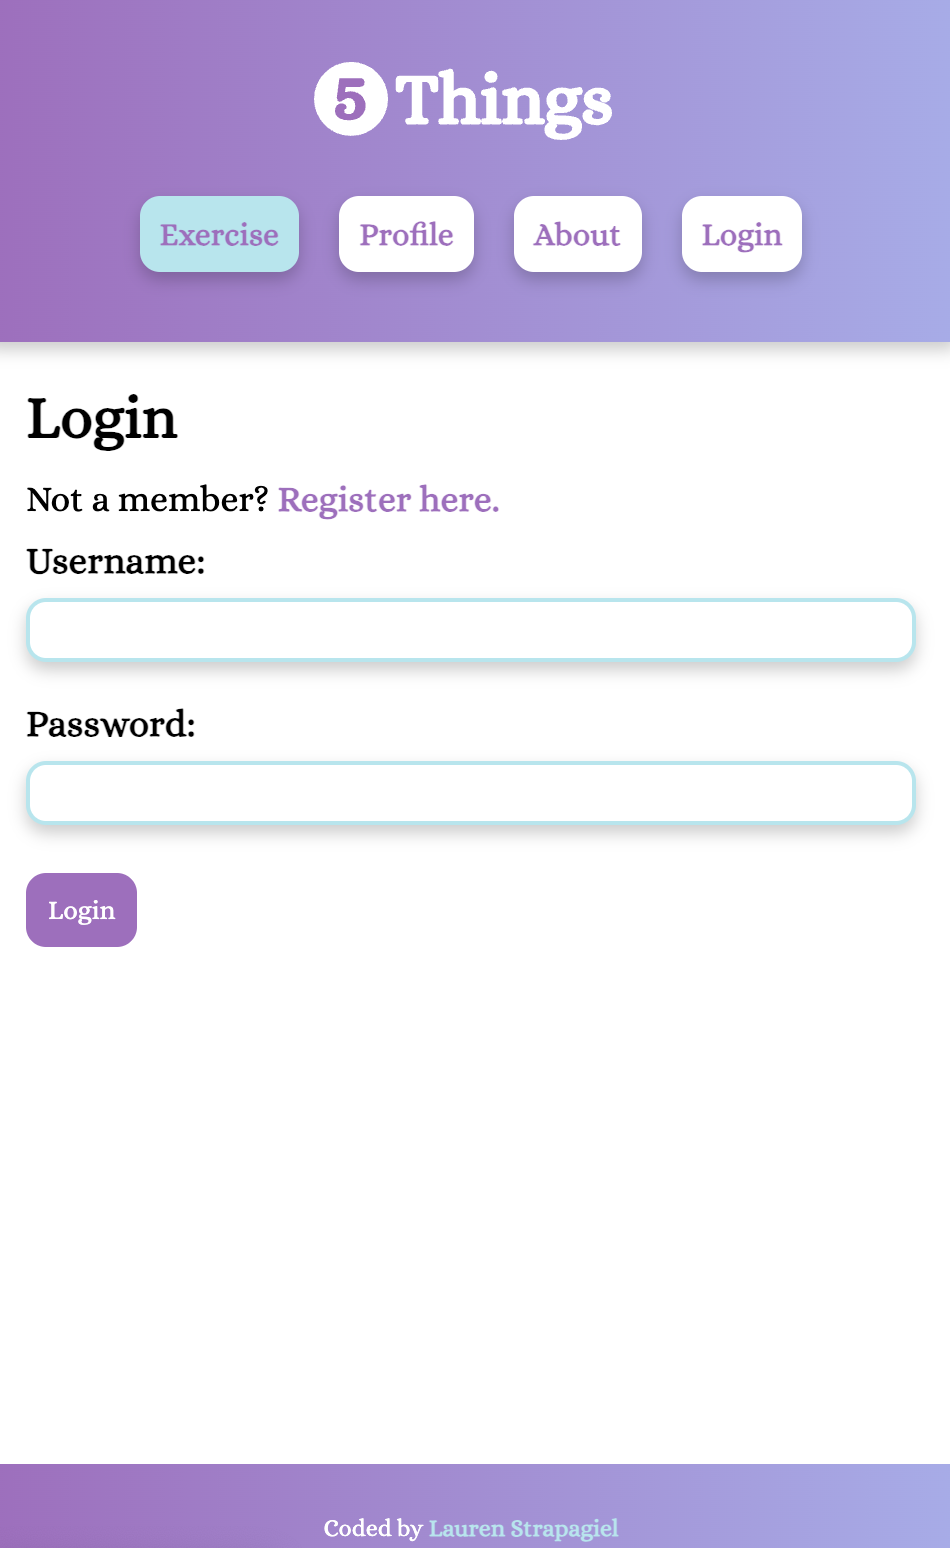 5 Things
Exercise Profile About Login
Login
Not a member? Register here.
Username:
Password:
Login
Coded by Lauren Strapagiel